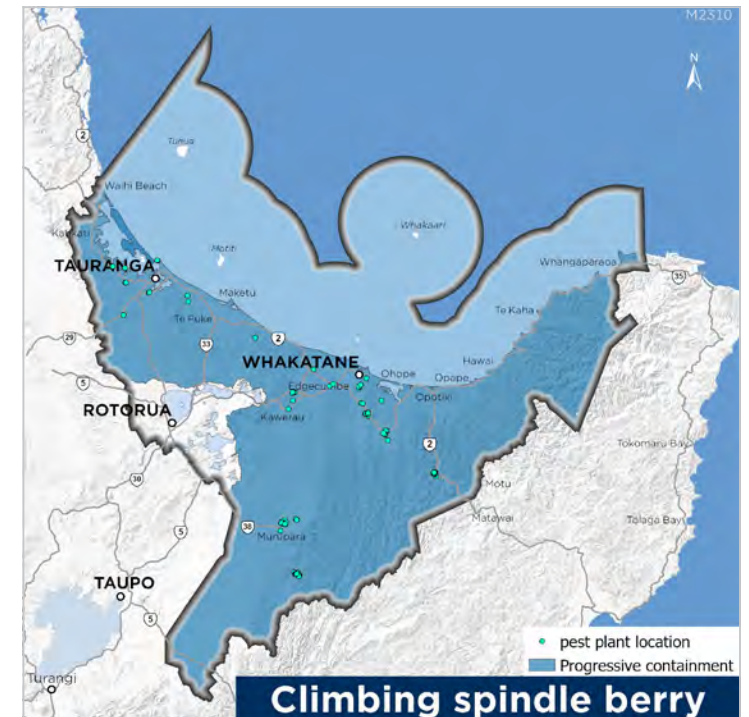 M2310
N
2
Tuhua
Waihi Beach
Katikati
Whakaari
Motiti
Whangaparaoa
TAURANGA
35
Maketu
Te Kaha
Te Puke
29
2
33
Hawai
WHAKATANE
Ohope
Opape
5
Edgecumbe
Opotiki
ROTORUA
Kawerau
2
Tokomaru Bay
38
Motu
5
38
Matawai
Tolaga Bay
Murupara
TAUPO
5
pest plant location
Progressive containment
Turangi
Climbing spindle berry